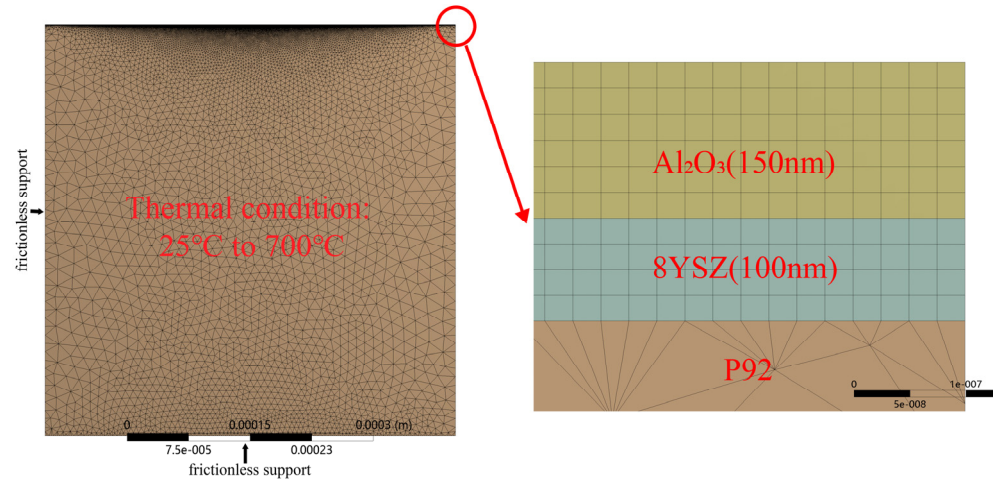 frictionless support
Thermal condition:
25℃ to 700℃
0 0.00015 0.0003 (m)
7.5e-005 0.00023
frictionless support
Al₂O₃(150nm)
8YSZ(100nm)
P92
0 1e-007
5e-008